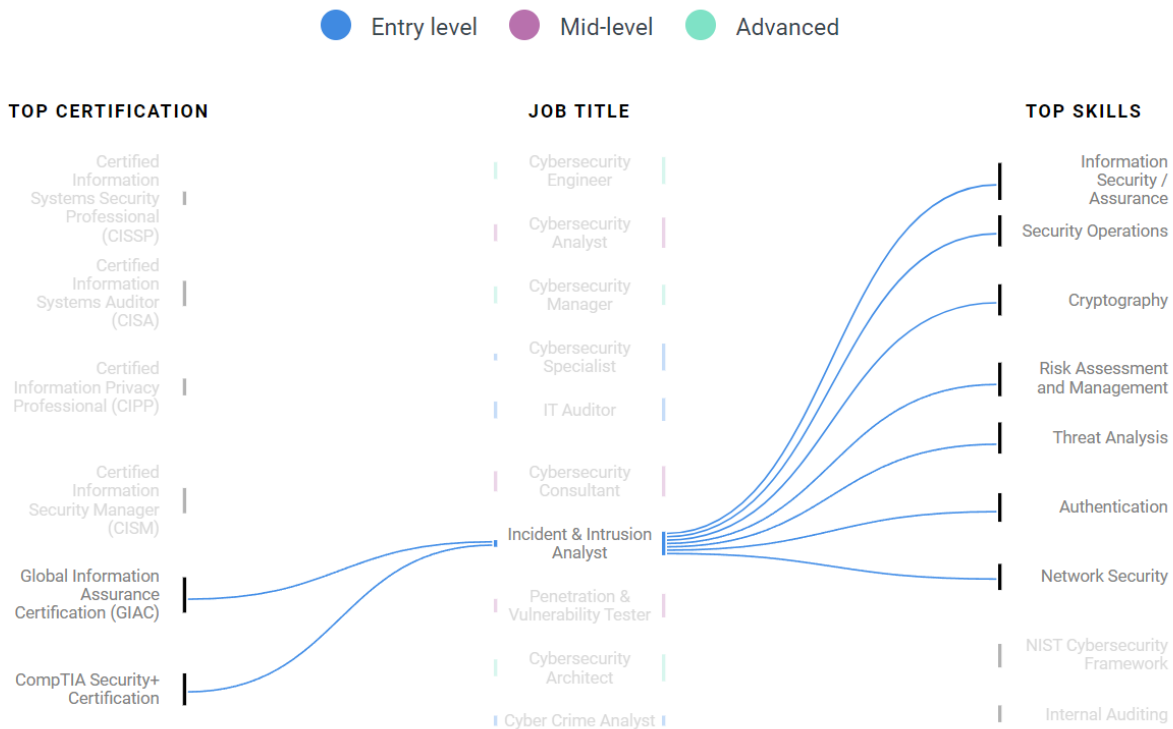 Entry level
Mid-level
Advanced
TOP CERTIFICATION
JOB TITLE
TOP SKILLS
Certified
Information
Systems Security
Professional
(CISSP)
Certified
Information
Systems Auditor
(CISA)
Certified
Information Privacy
Professional (CIPP)
Certified
Information
Security Manager
(CISM)
Global Information
Assurance
Certification (GIAC)
CompTIA Security+
Certification
Cybersecurity
Engineer
Cybersecurity
Analyst
Cybersecurity
Manager
Cybersecurity
Specialist
IT Auditor
Cybersecurity
Consultant
Incident & Intrusion
Analyst
Penetration &
Vulnerability Tester
Cybersecurity
Architect
Cyber Crime Analyst
Information
Security /
Assurance
Security Operations
Cryptography
Risk Assessment
and Management
Threat Analysis
Authentication
Network Security
NIST Cybersecurity
Framework
Internal Auditing